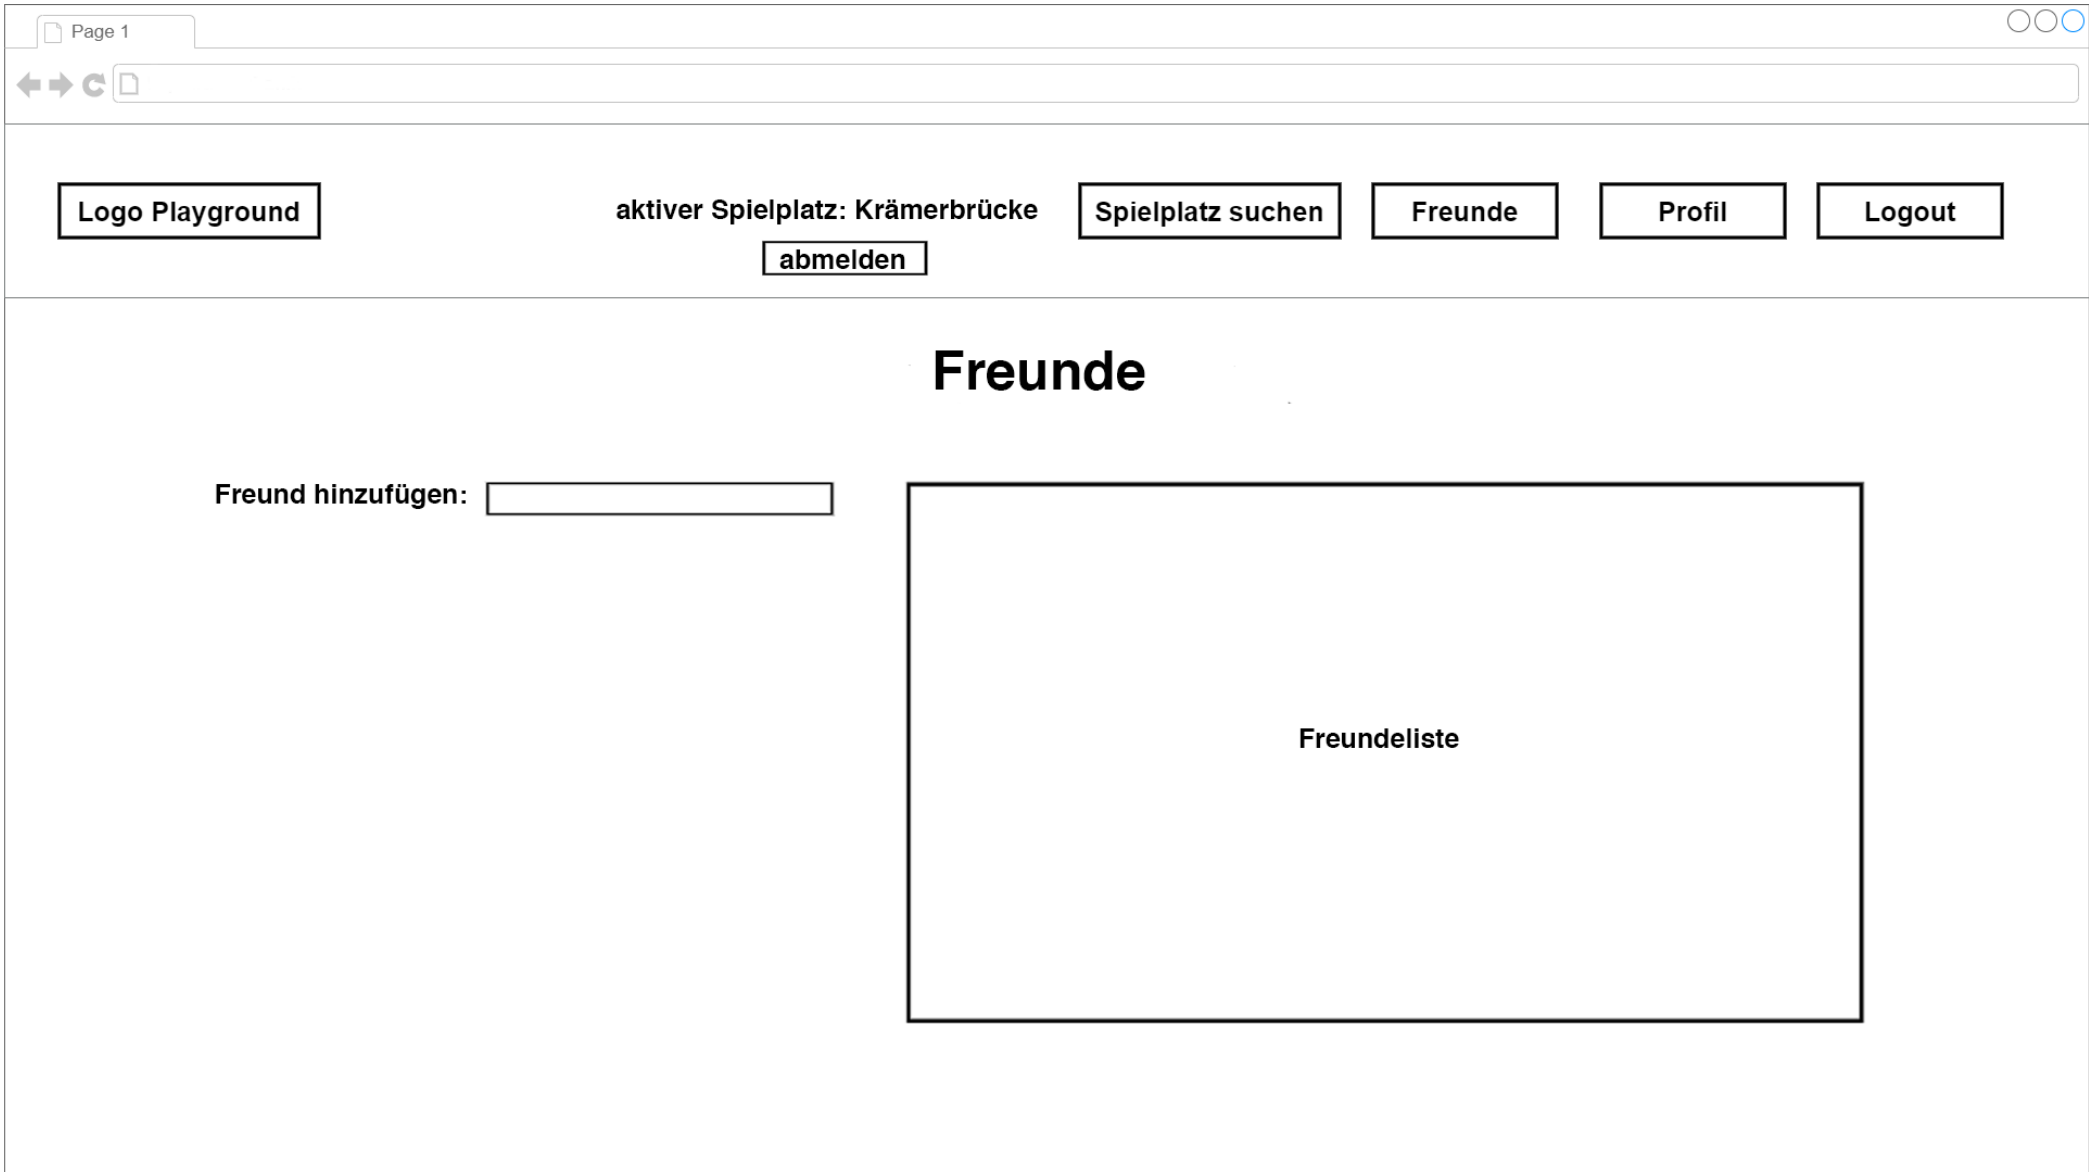 Page 1
Logo Playground
aktiver Spielplatz: Krämerbrücke
abmelden
Spielplatz suchen
Freunde
Profil
Logout
Freunde
Freund hinzufügen:
Freundeliste